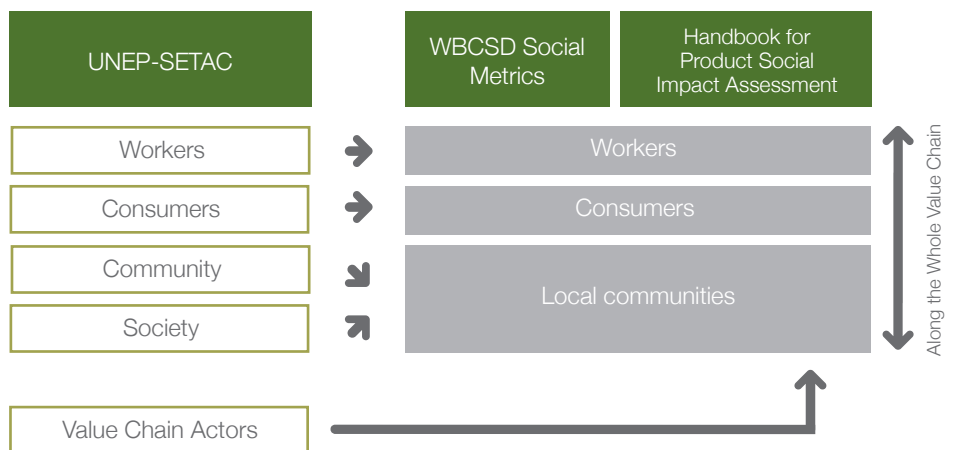 UNEP-SETAC
WBCSD Social
Metrics
Handbook for
Product Social
Impact Assessment
Workers
Workers
Consumers
Consumers
Community
Society
Local communities
Value Chain Actors
Along the Whole Value Chain